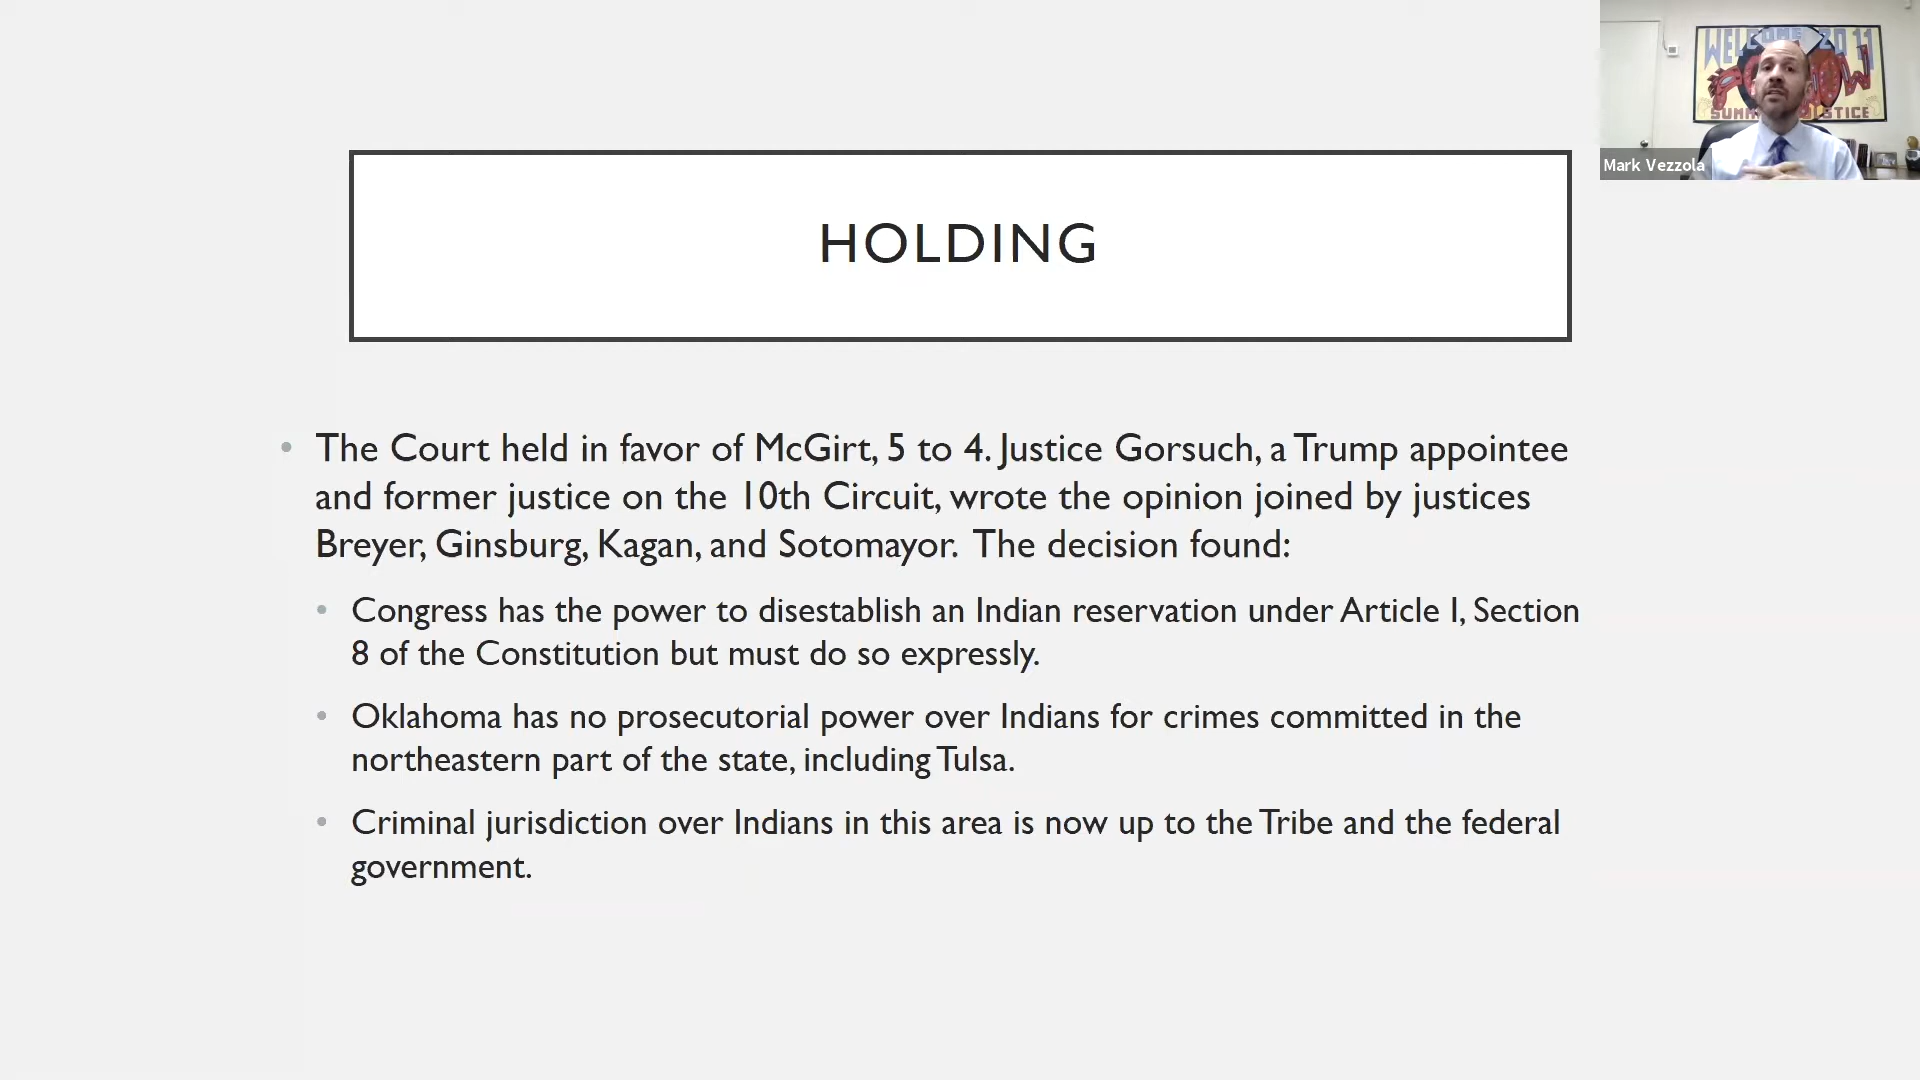 WELCOME 2011
Mark Vezzola
HOLDING
• The Court held in favor of McGirt, 5 to 4. Justice Gorsuch, a Trump appointee
and former justice on the 10th Circuit, wrote the opinion joined by justices
Breyer, Ginsburg, Kagan, and Sotomayor. The decision found:
• Congress has the power to disestablish an Indian reservation under Article I, Section
8 of the Constitution but must do so expressly.
• Oklahoma has no prosecutorial power over Indians for crimes committed in the
northeastern part of the state, including Tulsa.
• Criminal jurisdiction over Indians in this area is now up to the Tribe and the federal
government.